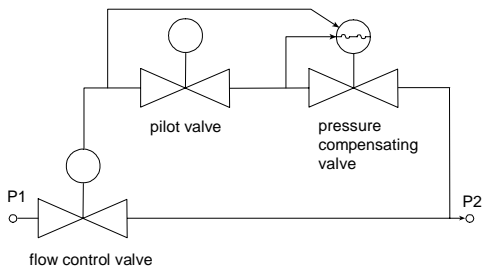 pilot valve
pressure
compensating
valve
P1
P2
flow control valve